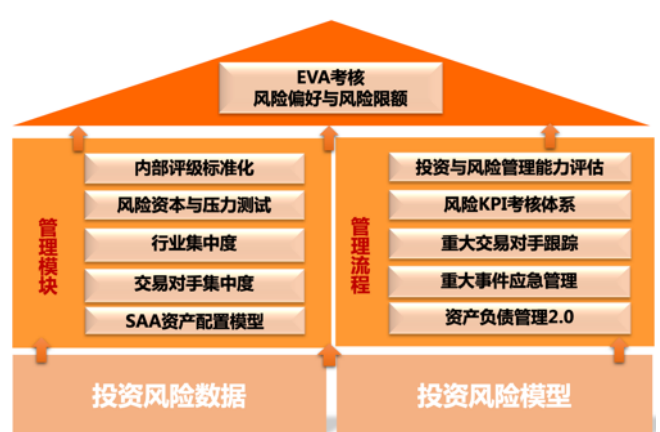 EVA考核
风险偏好与风险限额
管理模块
内部评级标准化
风险资本与压力测试
行业集中度
交易对手集中度
SAA资产配置模型
管理流程
投资与风险管理能力评估
风险KPI考核体系
重大交易对手跟踪
重大事件应急管理
资产负债管理2.0
投资风险数据
投资风险模型